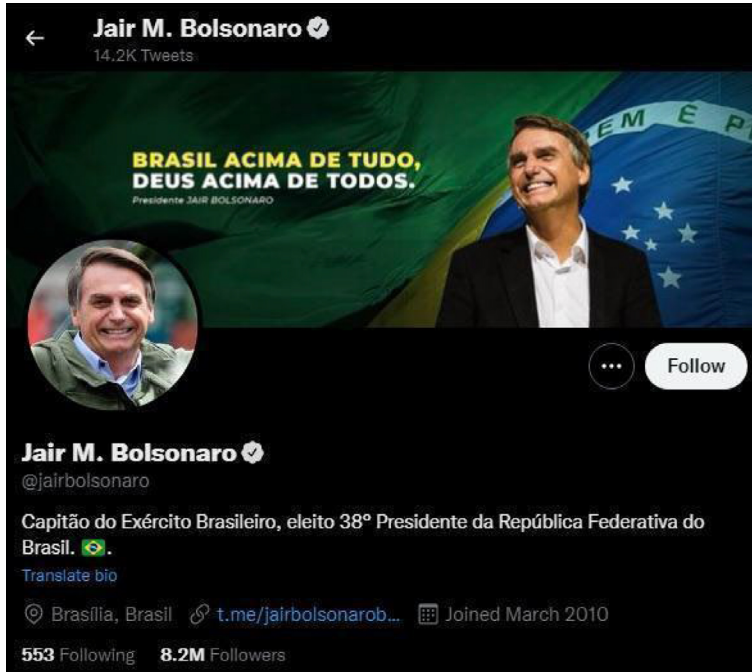 Jair M. Bolsonaro
14.2K Tweets
BRASIL ACIMA DE TUDO,
DEUS ACIMA DE TODOS.
Presidente JAIR BOLSONARO
EM É P
Follow
Jair M. Bolsonaro
@jairbolsonaro
Capitão do Exército Brasileiro, eleito 38º Presidente da República Federativa do
Brasil. 🇧🇷.
Translate bio
Brasília, Brasil t.me/jairbolsonarob... Joined March 2010
553 Following 8.2M Followers